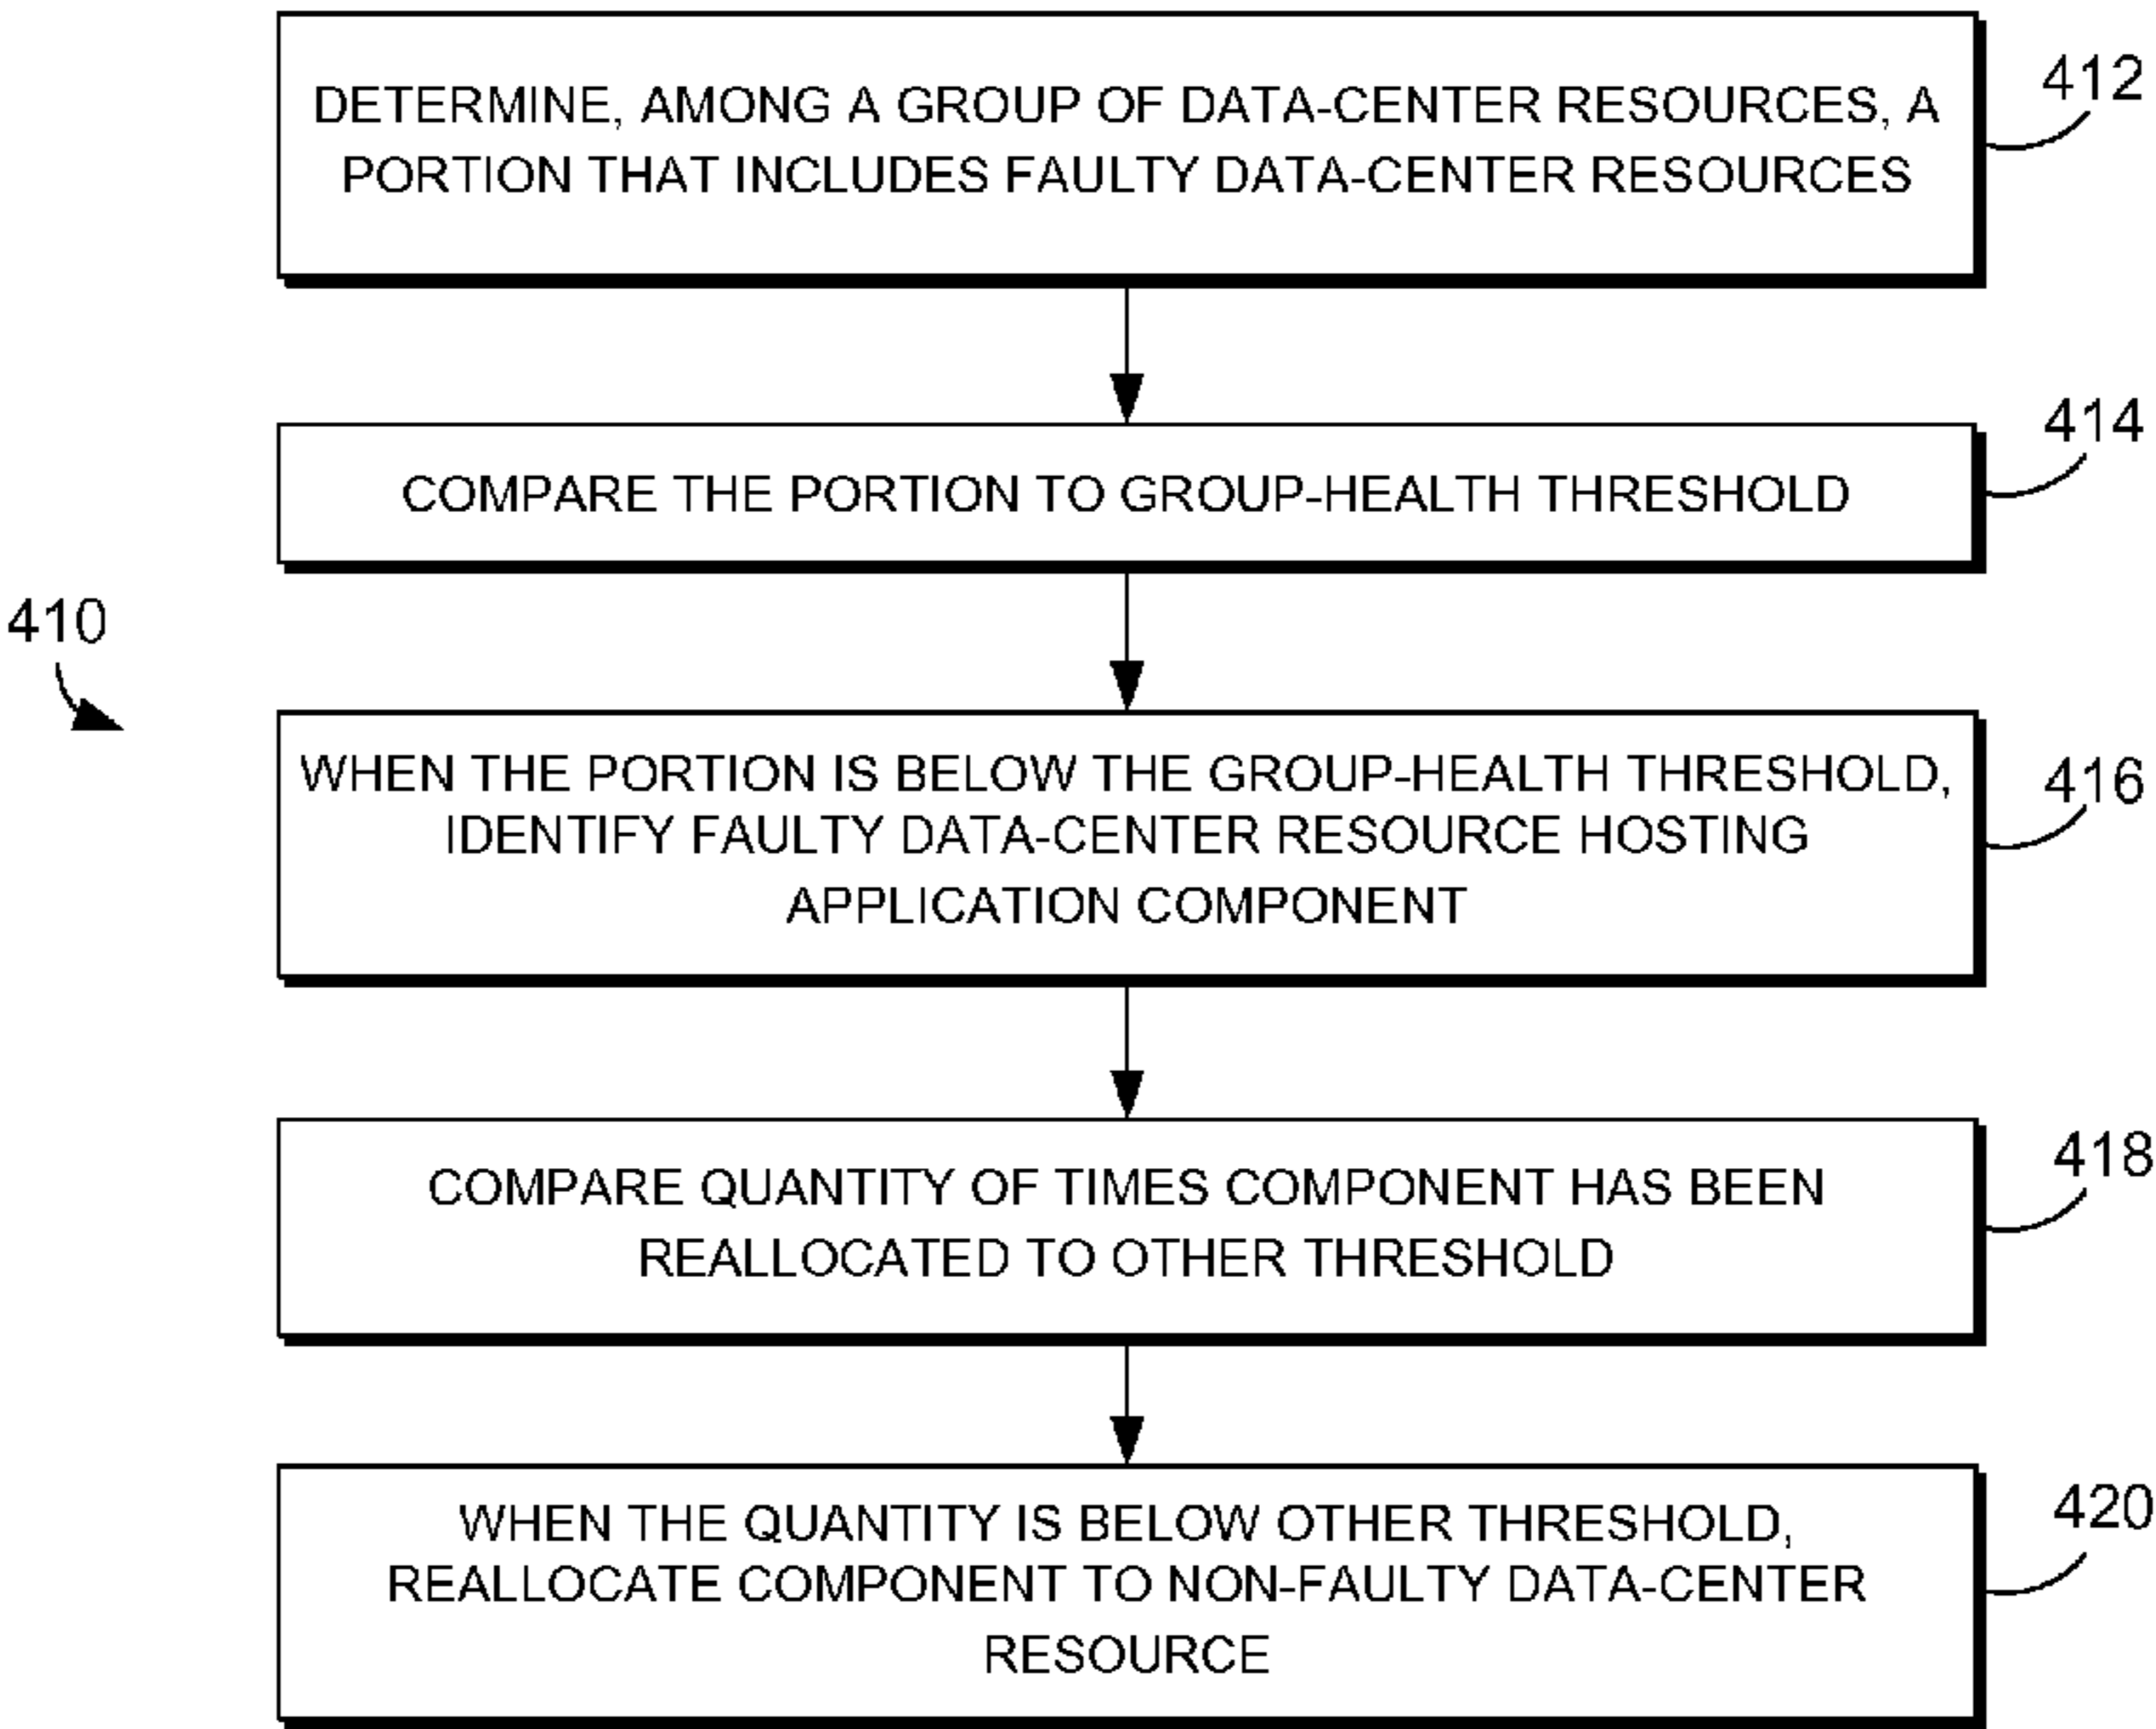 DETERMINE, AMONG A GROUP OF DATA-CENTER RESOURCES, A
PORTION THAT INCLUDES FAULTY DATA-CENTER RESOURCES
412
COMPARE THE PORTION TO GROUP-HEALTH THRESHOLD
414
410
WHEN THE PORTION IS BELOW THE GROUP-HEALTH THRESHOLD,
IDENTIFY FAULTY DATA-CENTER RESOURCE HOSTING
APPLICATION COMPONENT
416
COMPARE QUANTITY OF TIMES COMPONENT HAS BEEN
REALLOCATED TO OTHER THRESHOLD
418
WHEN THE QUANTITY IS BELOW OTHER THRESHOLD,
REALLOCATE COMPONENT TO NON-FAULTY DATA-CENTER
RESOURCE
420